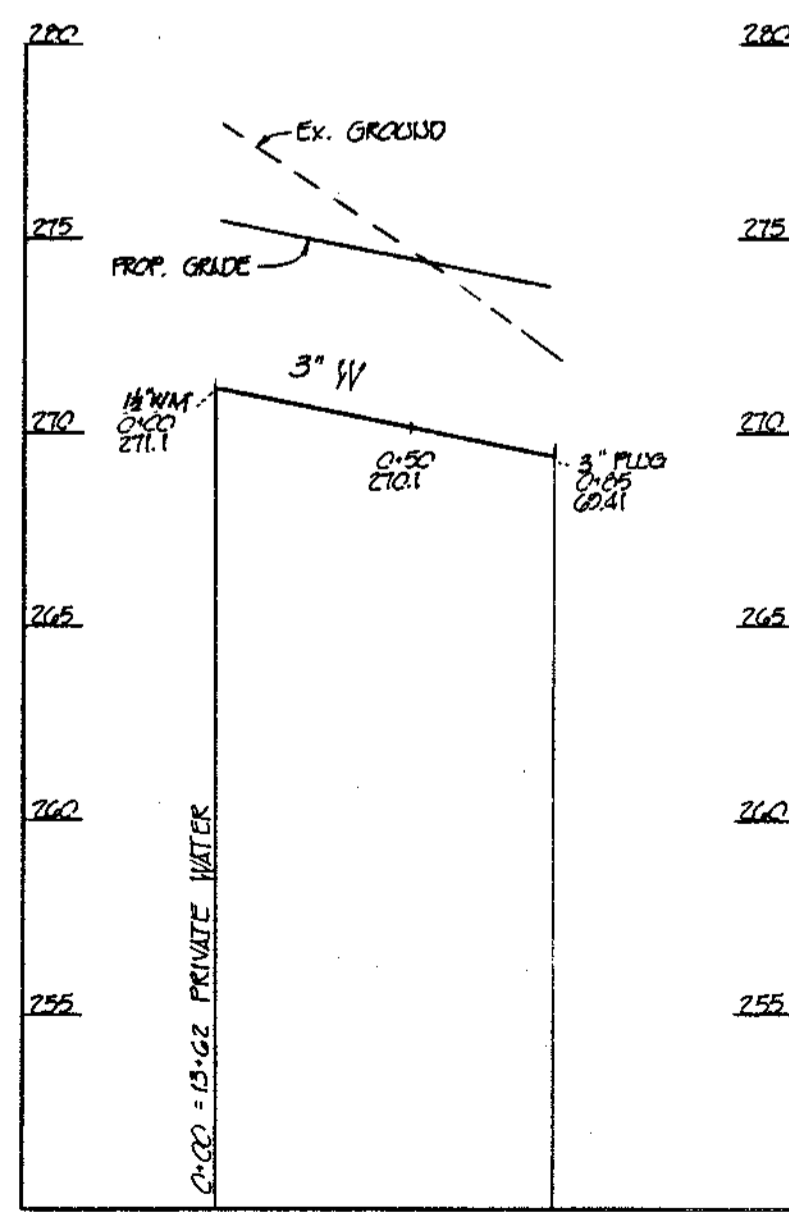 280 280
EX. GROUND
275 275
PROP. GRADE
3" W
1½" WM
0+00
271.1
270 270
0+50
270.1
3" PLUG
0+85
69.41
265 265
260 260
0+00 = 13+62 PRIVATE WATER
255 255